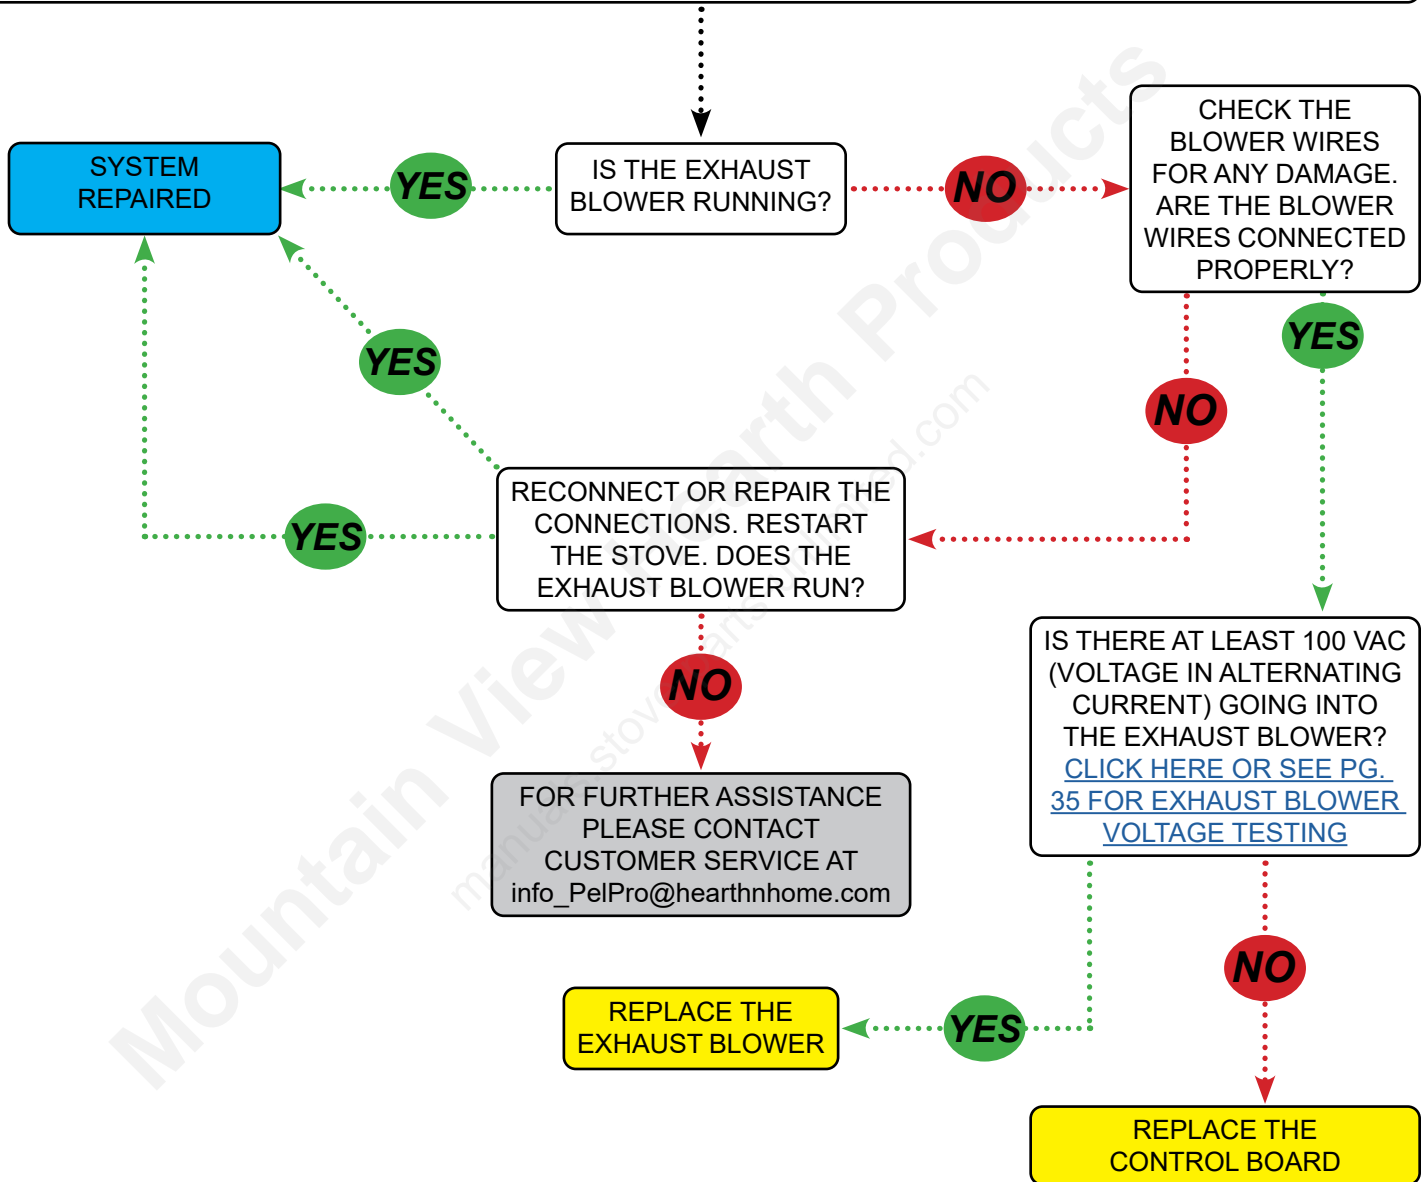 CHECK THE
BLOWER WIRES
FOR ANY DAMAGE.
ARE THE BLOWER
WIRES CONNECTED
PROPERLY?
SYSTEM
REPAIRED
YES
IS THE EXHAUST
BLOWER RUNNING?
NO
YES
YES
NO
RECONNECT OR REPAIR THE
CONNECTIONS. RESTART
THE STOVE. DOES THE
EXHAUST BLOWER RUN?
YES
NO
IS THERE AT LEAST 100 VAC
(VOLTAGE IN ALTERNATING
CURRENT) GOING INTO
THE EXHAUST BLOWER?
CLICK HERE OR SEE PG.
35 FOR EXHAUST BLOWER
VOLTAGE TESTING
FOR FURTHER ASSISTANCE
PLEASE CONTACT
CUSTOMER SERVICE AT
info_PelPro@hearthnhome.com
NO
REPLACE THE
EXHAUST BLOWER
YES
REPLACE THE
CONTROL BOARD
Mountain View Hearth Products